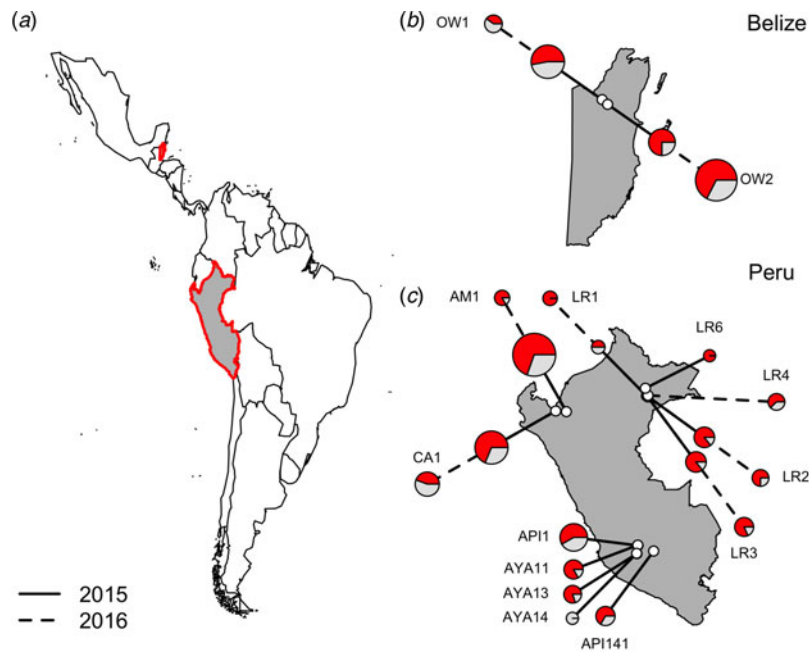 (a)
(b)
Belize
OW1
OW2
Peru
(c)
AM1
LR1
LR6
LR4
CA1
LR2
LR3
API1
AYA11
AYA13
AYA14
API141
2015
2016